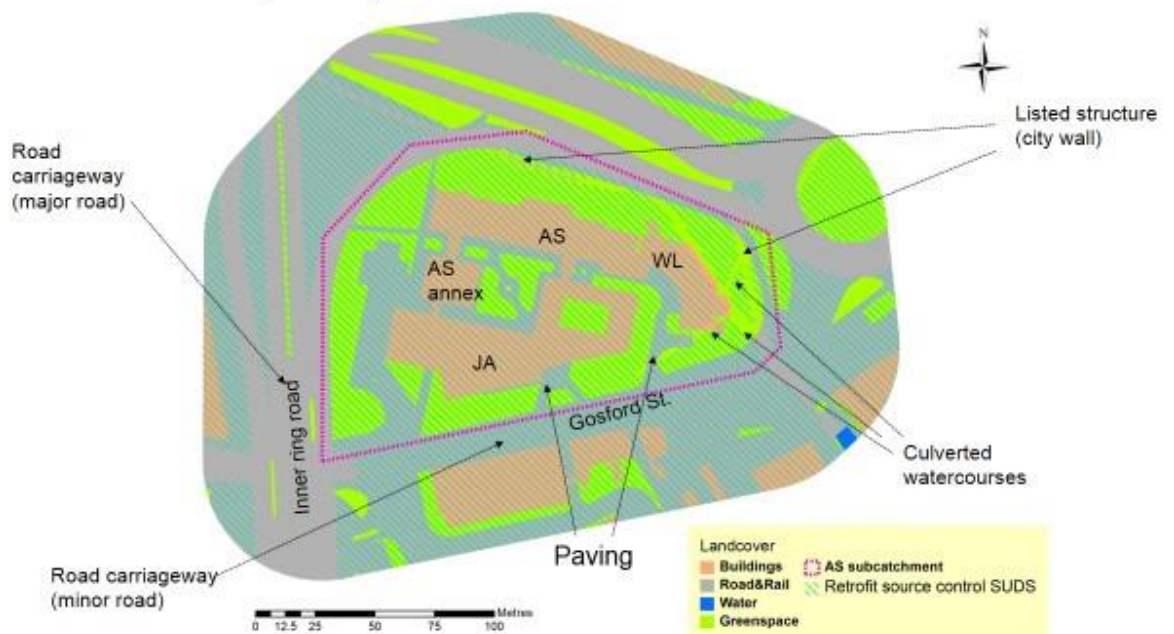 N
Listed structure
(city wall)
Road
carriageway
(major road)
AS
WL
AS
annex
JA
Inner ring road
Gosford St.
Culverted
watercourses
Paving
Road carriageway
(minor road)
Metres
0 12.5 25 50 75 100
Landcover
Buildings
Road&Rail
Water
Greenspace
AS subcatchment
Retrofit source control SUDS